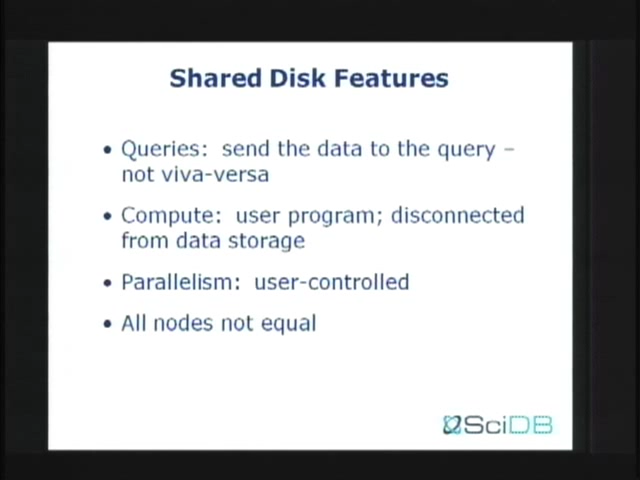 Shared Disk Features
• Queries: send the data to the query –
not viva-versa
• Compute: user program; disconnected
from data storage
• Parallelism: user-controlled
• All nodes not equal
SciDB